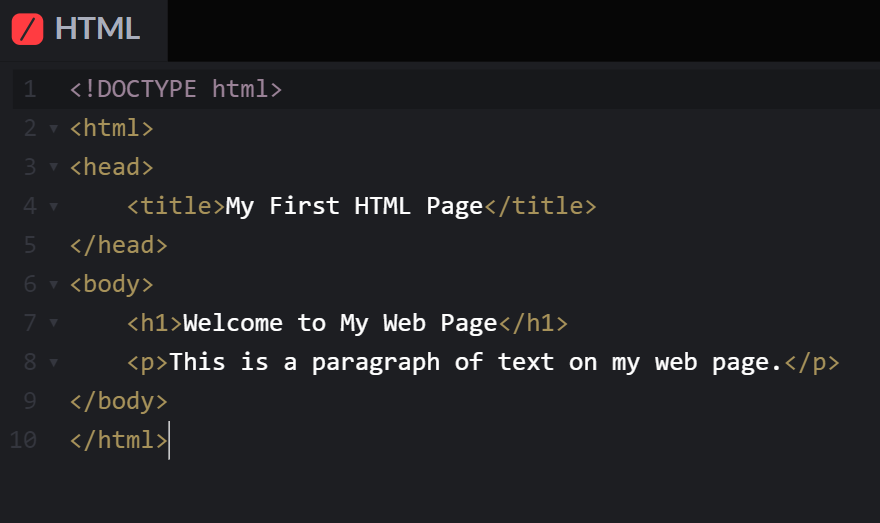 HTML
1 <!DOCTYPE html>
2 <html>
3 <head>
4     <title>My First HTML Page</title>
5 </head>
6 <body>
7     <h1>Welcome to My Web Page</h1>
8     <p>This is a paragraph of text on my web page.</p>
9 </body>
10 </html>